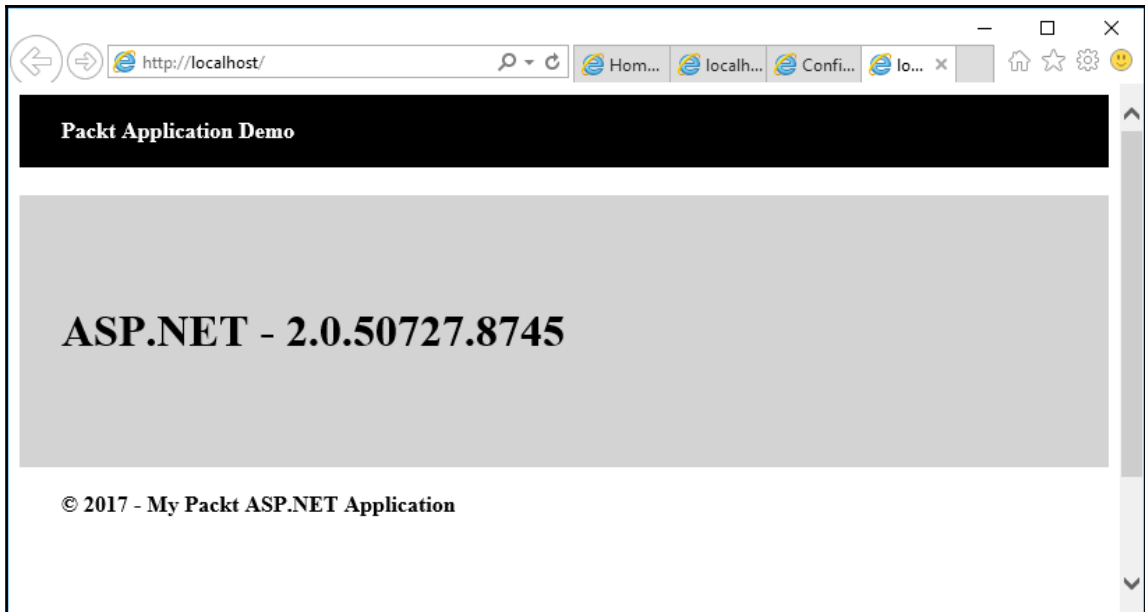 http://localhost/
Hom...
localh...
Confi...
lo...
Packt Application Demo
ASP.NET - 2.0.50727.8745
© 2017 - My Packt ASP.NET Application